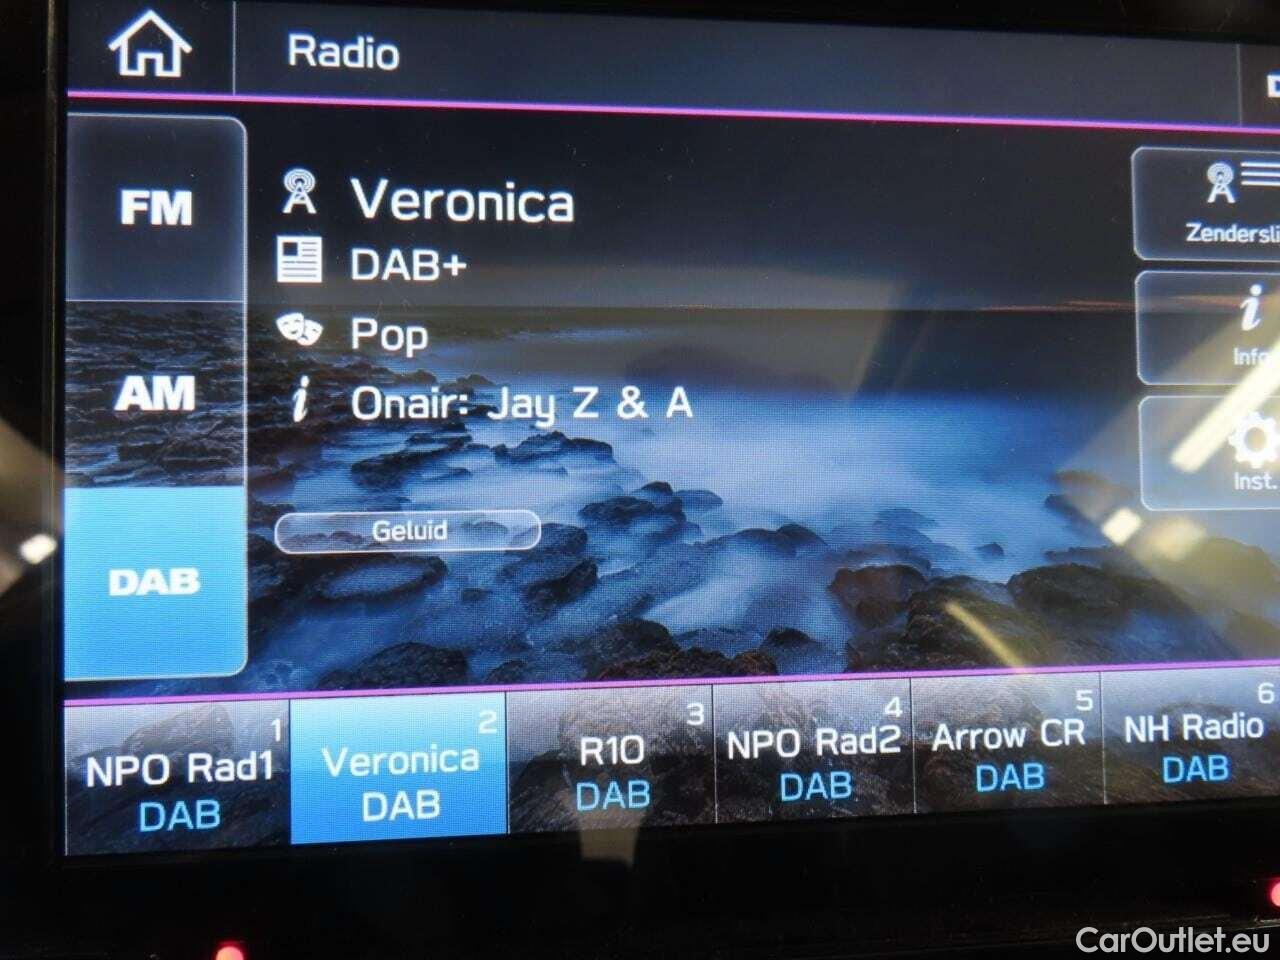 Radio
FM
AM
DAB
Veronica
DAB+
Pop
Onair: Jay Z & A
Geluid
Zendersli
Info
Inst.
1
NPO Rad1
DAB
2
Veronica
DAB
3
R10
DAB
4
NPO Rad2
DAB
5
Arrow CR
DAB
6
NH Radio
DAB
CarOutlet.eu